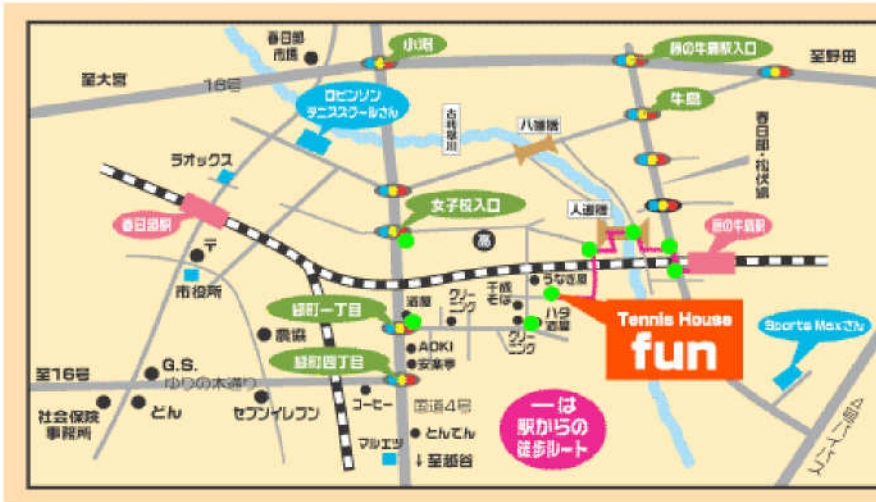 春日部
市場
小渕
藤の牛島駅入口
至野田
至大宮
16号
ロビンソン
テニススクールさん
牛島
古利根川
八幡橋
春日部・松伏線
ラオックス
女子校入口
人道橋
春日部駅
藤の牛島駅
〒
高
市役所
うなぎ屋
千成
そば
クリー
ニング
酒屋
緑町一丁目
ハタ
酒屋
クリー
ニング
Tennis House
fun
Sports Maxさん
農協
AOKI
安楽亭
緑町四丁目
G.S.
至16号
ゆりの木通り
コーヒー
国道4号
ーは
駅からの
徒歩ルート
社会保険
事務所
どん
セブンイレブン
とんでん
マルエツ
↓至越谷
4号バイパス